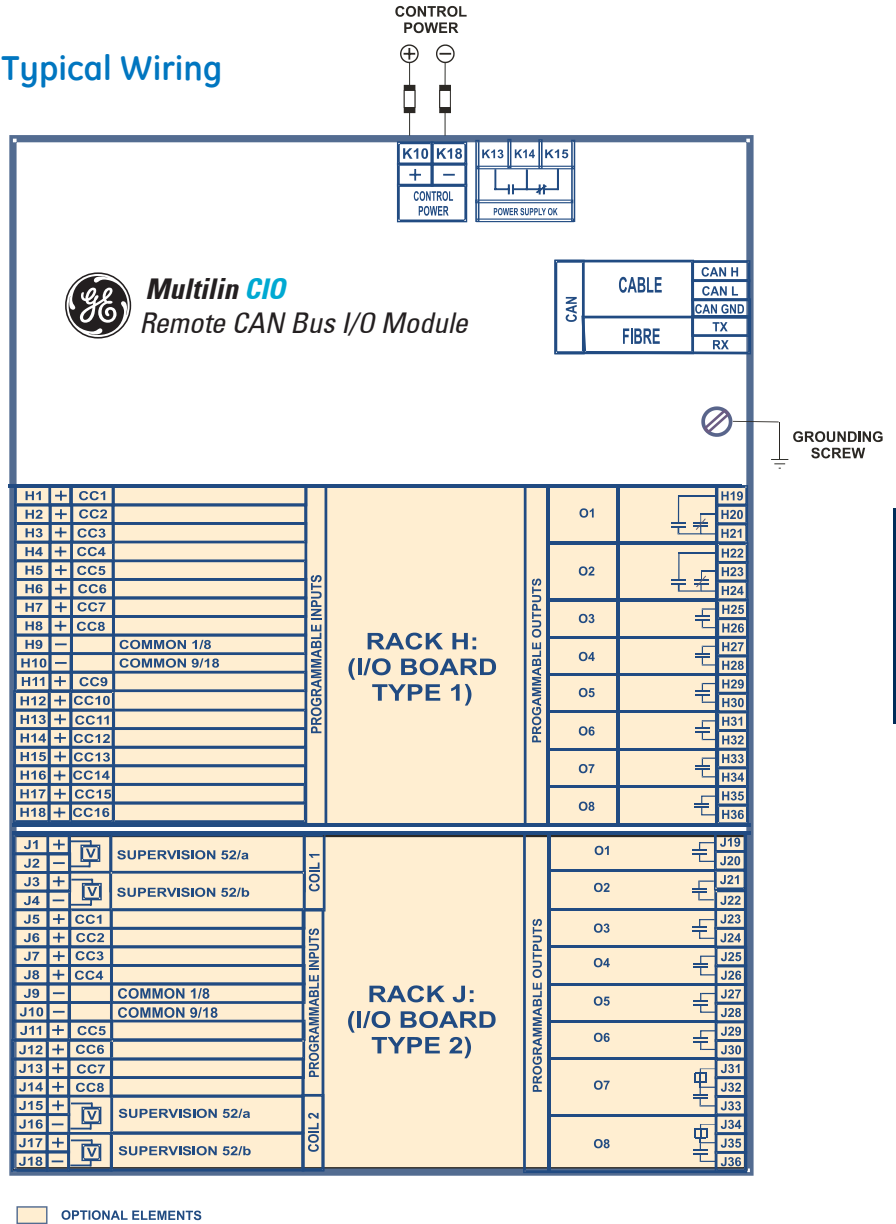 CONTROL
POWER
Typical Wiring
K10 K18 K13 K14 K15
+ −
CONTROL
POWER
POWER SUPPLY OK
GE
Multilin CIO
Remote CAN Bus I/O Module
CAN
CABLE
FIBRE
CAN H
CAN L
CAN GND
TX
RX
GROUNDING
SCREW
H1 + CC1
H2 + CC2
H3 + CC3
H4 + CC4
H5 + CC5
H6 + CC6
H7 + CC7
H8 + CC8
H9 − COMMON 1/8
H10 − COMMON 9/18
H11 + CC9
H12 + CC10
H13 + CC11
H14 + CC12
H15 + CC13
H16 + CC14
H17 + CC15
H18 + CC16
PROGRAMMABLE INPUTS
RACK H:
(I/O BOARD
TYPE 1)
PROGAMMABLE OUTPUTS
O1
O2
O3
O4
O5
O6
O7
O8
H19
H20
H21
H22
H23
H24
H25
H26
H27
H28
H29
H30
H31
H32
H33
H34
H35
H36
J1 +
V SUPERVISION 52/a
J2 −
J3 +
V SUPERVISION 52/b
J4 −
COIL 1
J5 + CC1
J6 + CC2
J7 + CC3
J8 + CC4
J9 − COMMON 1/8
J10 − COMMON 9/18
J11 + CC5
J12 + CC6
J13 + CC7
J14 + CC8
PROGRAMMABLE INPUTS
J15 +
V SUPERVISION 52/a
J16 −
J17 +
V SUPERVISION 52/b
J18 −
COIL 2
RACK J:
(I/O BOARD
TYPE 2)
PROGRAMMABLE OUTPUTS
O1
O2
O3
O4
O5
O6
O7
O8
J19
J20
J21
J22
J23
J24
J25
J26
J27
J28
J29
J30
J31
J32
J33
J34
J35
J36
OPTIONAL ELEMENTS